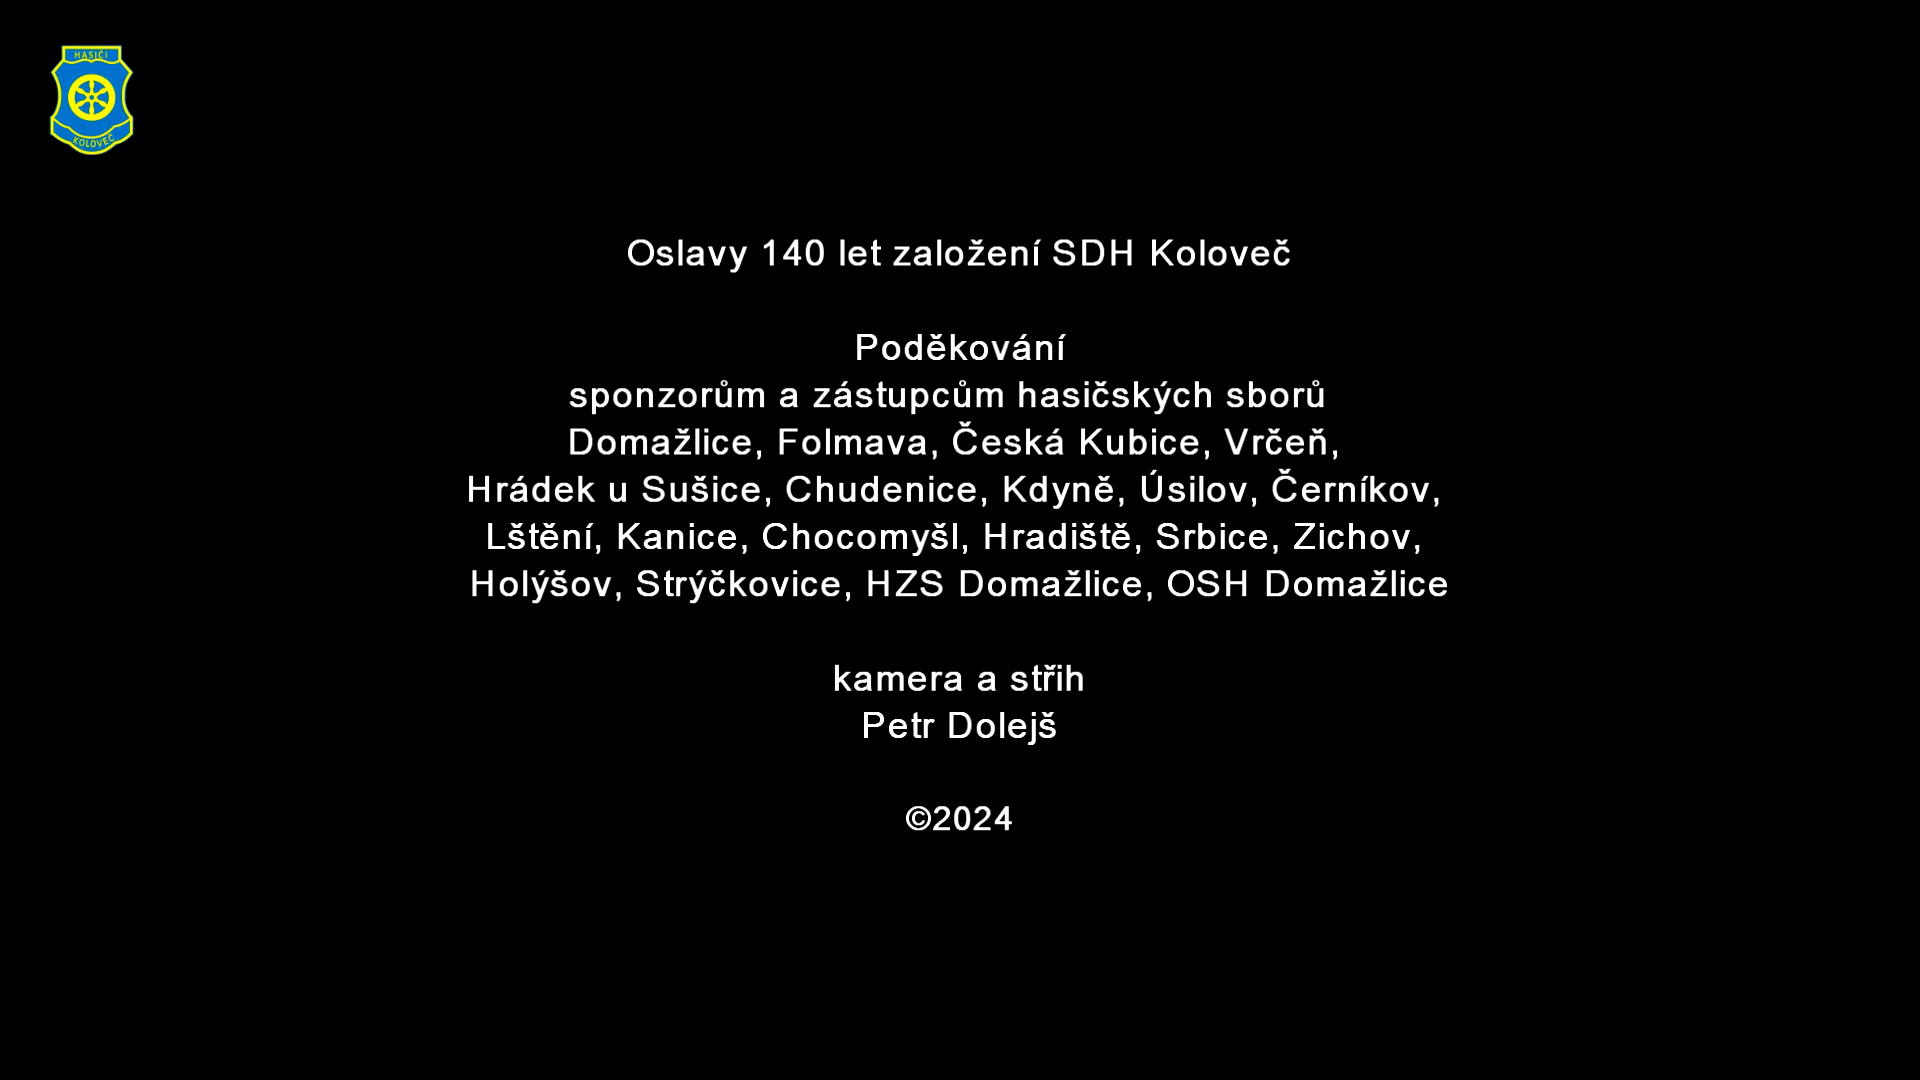 HASIČI
KOLOVEČ
Oslavy 140 let založení SDH Koloveč
Poděkování
sponzorům a zástupcům hasičských sborů
Domažlice, Folmava, Česká Kubice, Vrčeň,
Hrádek u Sušice, Chudenice, Kdyně, Úsilov, Černíkov,
Lštění, Kanice, Chocomyšl, Hradiště, Srbice, Zichov,
Holýšov, Strýčkovice, HZS Domažlice, OSH Domažlice
kamera a střih
Petr Dolejš
©2024